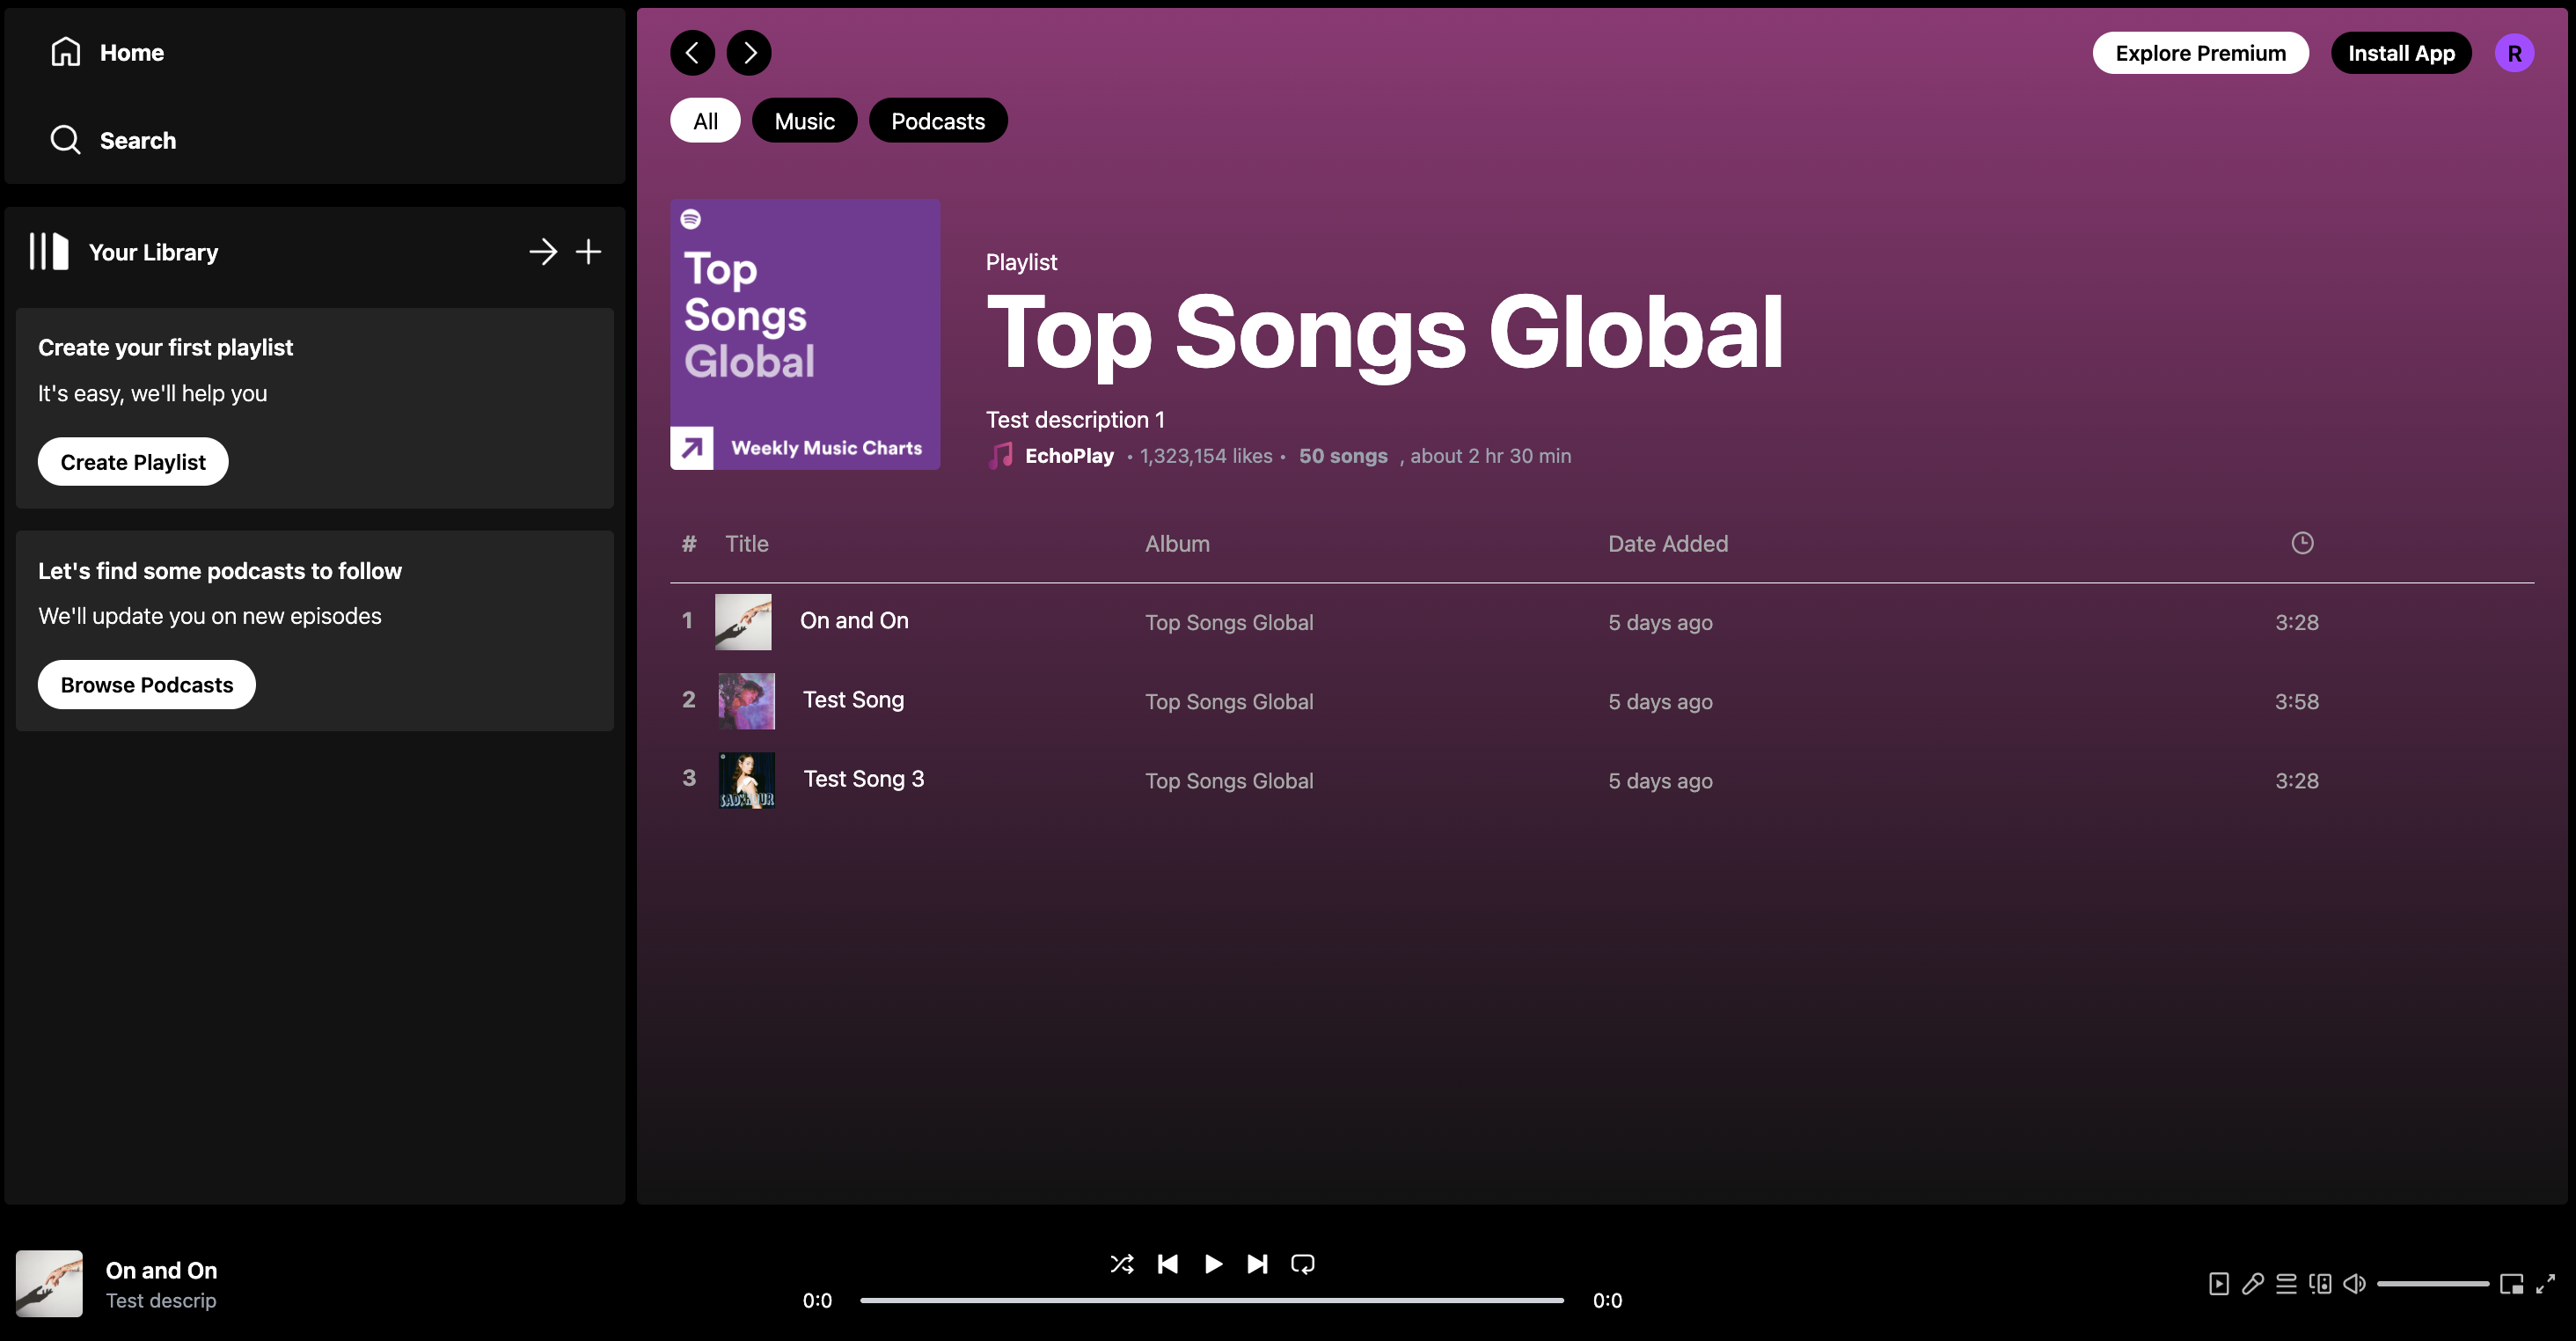 Home
Search
Your Library
Create your first playlist
It's easy, we'll help you
Create Playlist
Let's find some podcasts to follow
We'll update you on new episodes
Browse Podcasts
Explore Premium
Install App
R
All
Music
Podcasts
Top
Songs
Global
Weekly Music Charts
Playlist
Top Songs Global
Test description 1
EchoPlay • 1,323,154 likes • 50 songs , about 2 hr 30 min
# Title Album Date Added
1 On and On Top Songs Global 5 days ago 3:28
2 Test Song Top Songs Global 5 days ago 3:58
SADXHOUR
3 Test Song 3 Top Songs Global 5 days ago 3:28
On and On
Test descrip
0:0
0:0